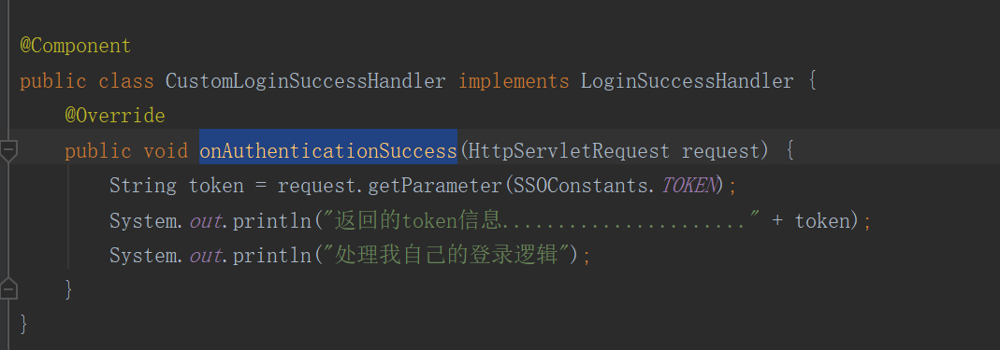 @Component
public class CustomLoginSuccessHandler implements LoginSuccessHandler {
@Override
public void onAuthenticationSuccess(HttpServletRequest request) {
String token = request.getParameter(SSOConstants.TOKEN);
System.out.println("返回的token信息......................" + token);
System.out.println("处理我自己的登录逻辑");
}
}